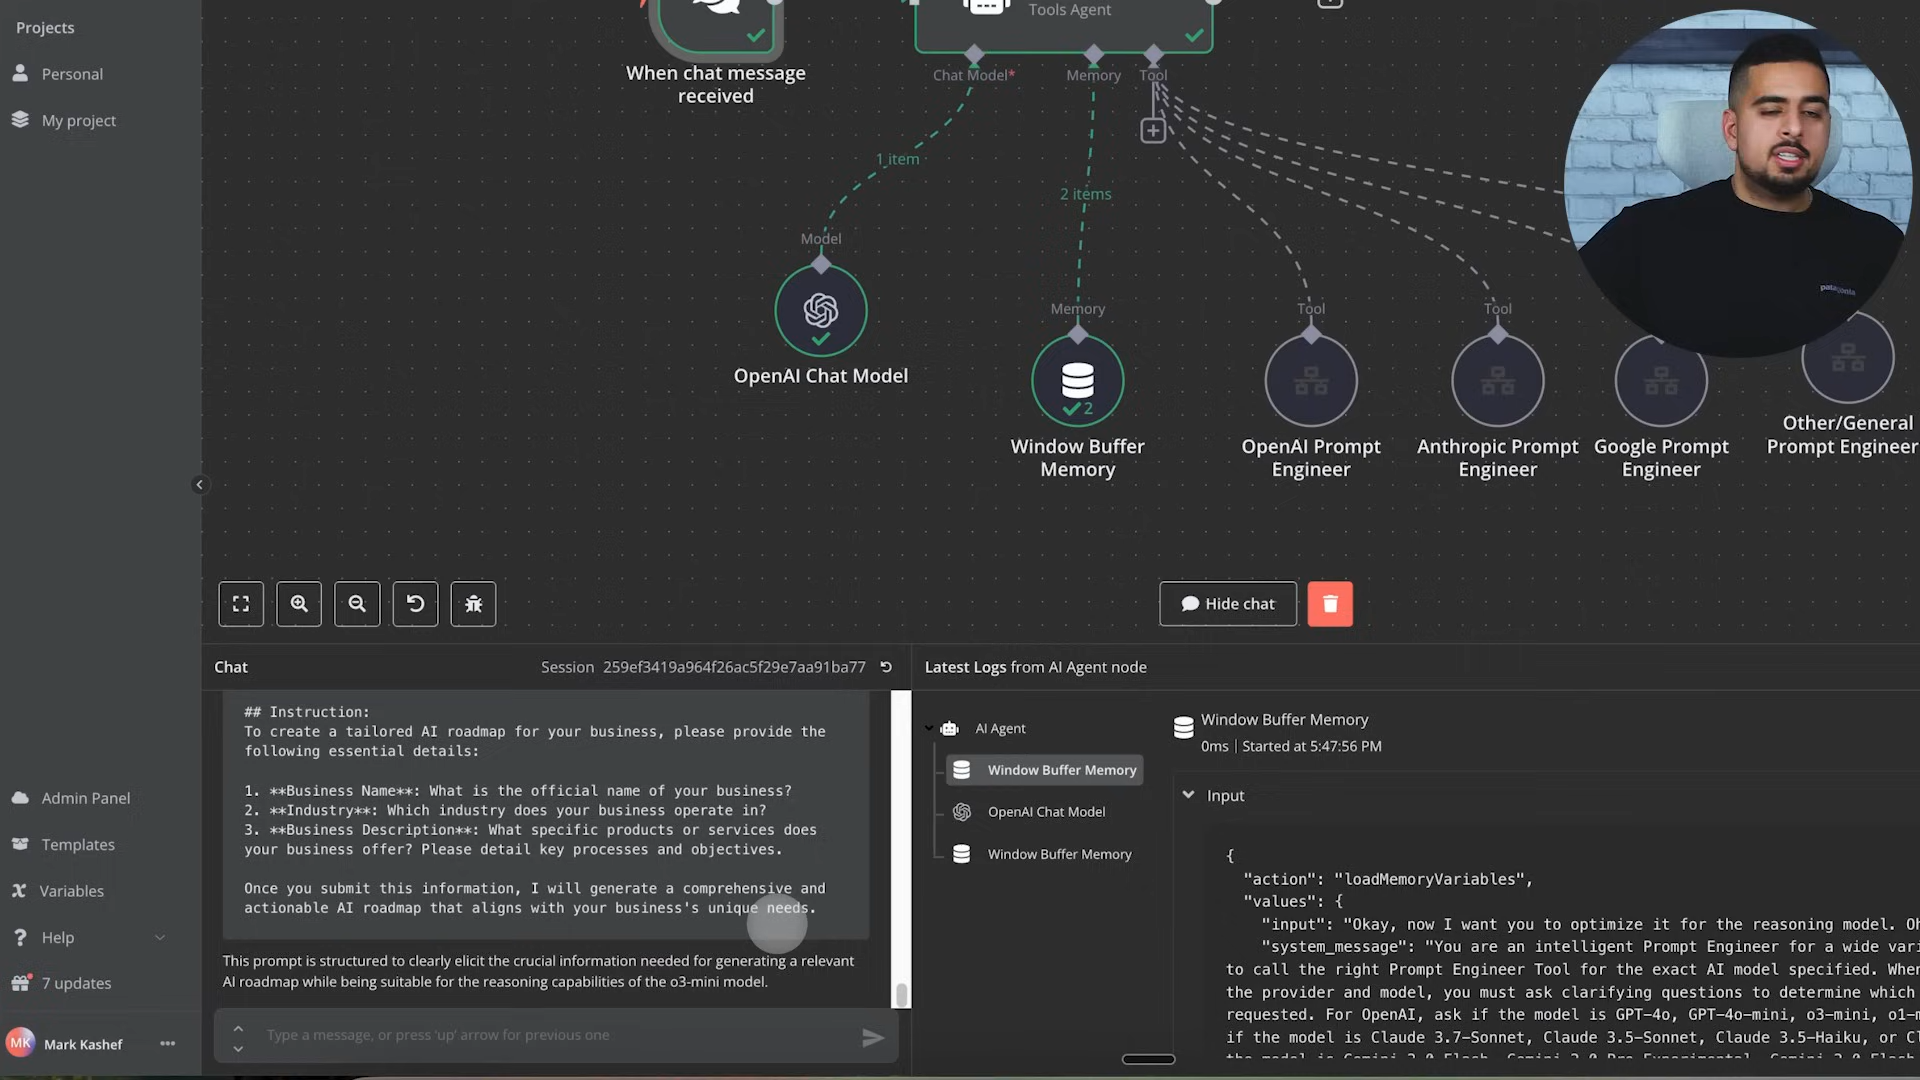 Projects
Personal
My project
Admin Panel
Templates
Variables
Help
7 updates
MK
Mark Kashef
When chat message
received
Tools Agent
Chat Model*
Memory
Tool
1 item
2 items
Model
Memory
Tool
Tool
OpenAI Chat Model
2
Window Buffer
Memory
OpenAI Prompt
Engineer
Anthropic Prompt
Engineer
Google Prompt
Engineer
Other/General
Prompt Engineer
patagonia
Hide chat
Chat
Session 259ef3419a964f26ac5f29e7aa91ba77
## Instruction:
To create a tailored AI roadmap for your business, please provide the
following essential details:
1. **Business Name**: What is the official name of your business?
2. **Industry**: Which industry does your business operate in?
3. **Business Description**: What specific products or services does
your business offer? Please detail key processes and objectives.
Once you submit this information, I will generate a comprehensive and
actionable AI roadmap that aligns with your business's unique needs.
This prompt is structured to clearly elicit the crucial information needed for generating a relevant
AI roadmap while being suitable for the reasoning capabilities of the o3-mini model.
Type a message, or press 'up' arrow for previous one
Latest Logs from AI Agent node
AI Agent
Window Buffer Memory
OpenAI Chat Model
Window Buffer Memory
Window Buffer Memory
0ms | Started at 5:47:56 PM
Input
{
"action": "loadMemoryVariables",
"values": {
"input": "Okay, now I want you to optimize it for the reasoning model. Oh
"system_message": "You are an intelligent Prompt Engineer for a wide vari
to call the right Prompt Engineer Tool for the exact AI model specified. When
the provider and model, you must ask clarifying questions to determine which
requested. For OpenAI, ask if the model is GPT-4o, GPT-4o-mini, o3-mini, o1-m
if the model is Claude 3.7-Sonnet, Claude 3.5-Sonnet, Claude 3.5-Haiku, or Cl